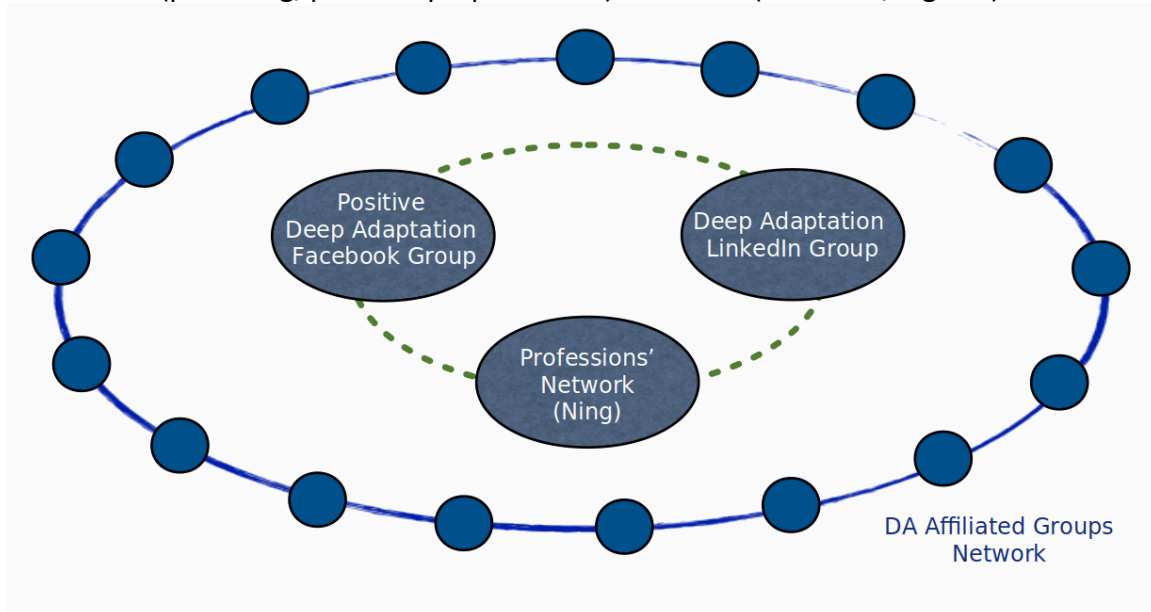 Positive
Deep Adaptation
Facebook Group
Deep Adaptation
LinkedIn Group
Professions’
Network
(Ning)
DA Affiliated Groups
Network